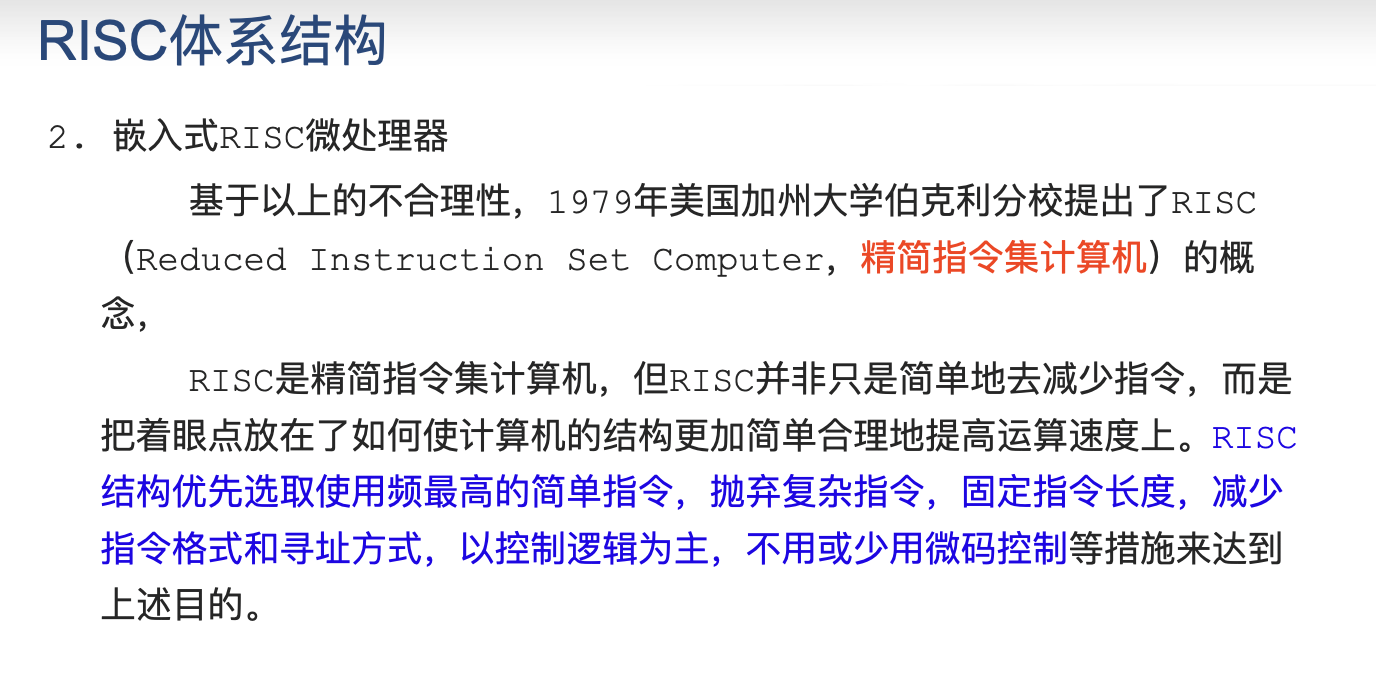 RISC体系结构
2. 嵌入式RISC微处理器
基于以上的不合理性，1979年美国加州大学伯克利分校提出了RISC
（Reduced Instruction Set Computer，精简指令集计算机）的概
念，
RISC是精简指令集计算机，但RISC并非只是简单地去减少指令，而是
把着眼点放在了如何使计算机的结构更加简单合理地提高运算速度上。RISC
结构优先选取使用频最高的简单指令，抛弃复杂指令，固定指令长度，减少
指令格式和寻址方式，以控制逻辑为主，不用或少用微码控制等措施来达到
上述目的。